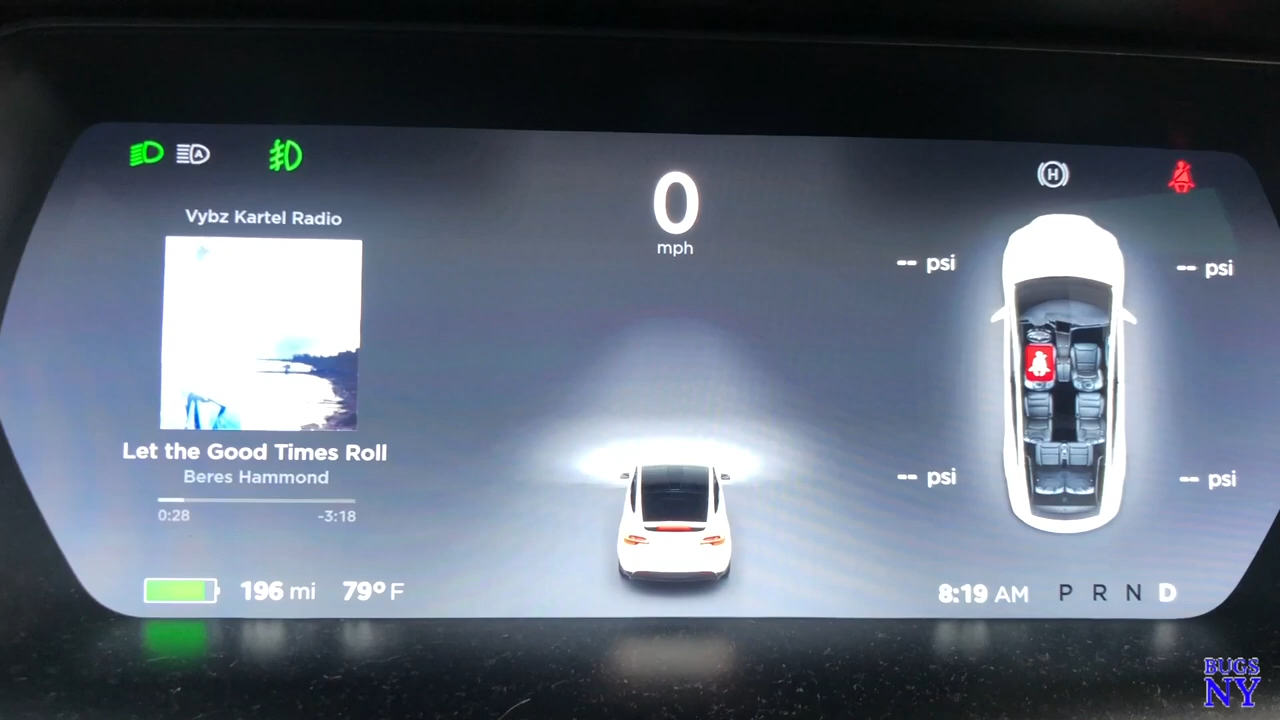 A
H
Vybz Kartel Radio
0
mph
-- psi
-- psi
Let the Good Times Roll
Beres Hammond
0:28
-3:18
-- psi
-- psi
196 mi
79º F
8:19 AM
P R N D
BUGS
NY